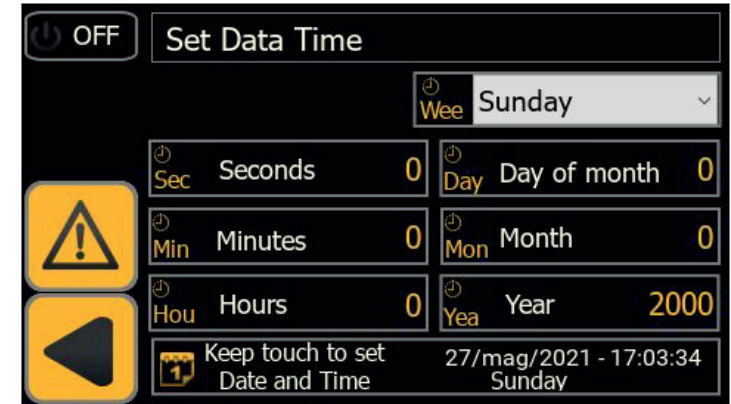 OFF
Set Data Time
Wee Sunday
Sec Seconds 0
Day Day of month 0
Min Minutes 0
Mon Month 0
Hou Hours 0
Yea Year 2000
1
Keep touch to set
Date and Time
27/mag/2021 - 17:03:34
Sunday